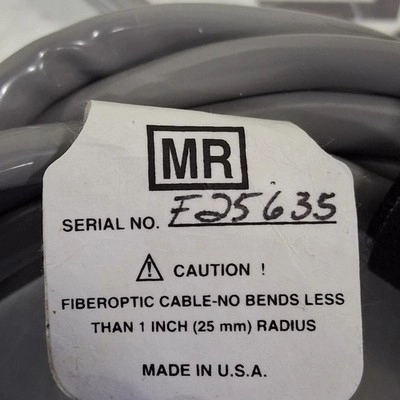 MR
SERIAL NO. F25635
⚠ CAUTION !
FIBEROPTIC CABLE-NO BENDS LESS
THAN 1 INCH (25 mm) RADIUS
MADE IN U.S.A.